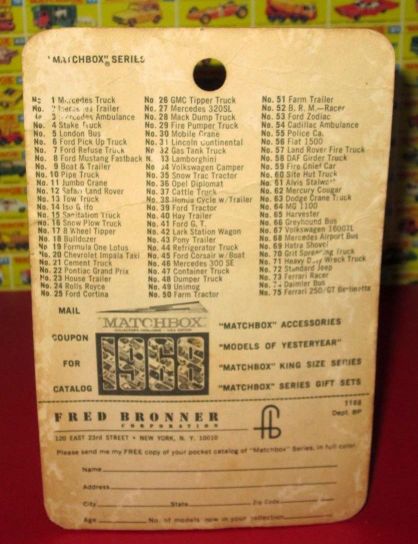 "MATCHBOX" SERIES
No. 1 Mercedes Truck
No. 2 Mercedes Trailer
No. 3 Mercedes Ambulance
No. 4 Stake Truck
No. 5 London Bus
No. 6 Ford Pick Up Truck
No. 7 Ford Refuse Truck
No. 8 Ford Mustang Fastback
No. 9 Boat & Trailer
No. 10 Pipe Truck
No. 11 Jumbo Crane
No. 12 Safari Land Rover
No. 13 Tow Truck
No. 14 Iso Grifo
No. 15
No. 16 Snow Plow Truck
No. 17 8 Wheel Tipper
No. 18 Bulldozer
No. 19 Formula One Lotus
No. 20 Chevrolet Impala Taxi
No. 21 Cement Truck
No. 22 Pontiac Grand Prix
No. 23 House Trailer
No. 24 Rolls Royce
No. 25 Ford Cortina
No. 26 GMC Tipper Truck
No. 27 Mercedes 320SL
No. 28 Mack Dump Truck
No. 29 Fire Pumper Truck
No. 30 Mobile Crane
No. 31 Lincoln Continental
No. 32 Gas Tank Truck
No. 33 Lamborghini
No. 34 Volkswagen Camper
No. 35 Snow Trac Tractor
No. 36 Opel Diplomat
No. 37 Cattle Truck
No. 38 Honda Cycle w/Trailer
No. 39 Ford Tractor
No. 40 Hay Trailer
No. 41 Ford G. T.
No. 42 Lark Station Wagon
No. 43 Pony Trailer
No. 44 Refrigerator Truck
No. 45 Ford Corsair w/Boat
No. 46 Mercedes 300 SE
No. 47 Container Truck
No. 48 Dumper Truck
No. 49 Unimog
No. 50 Farm Tractor
No. 51 Farm Trailer
No. 52 B. R. M.—Racer
No. 53 Ford Zodiac
No. 54 Cadillac Ambulance
No. 55 Police Car
No. 56 Fiat 1500
No. 57 Land Rover Fire Truck
No. 58 DAF Girder Truck
No. 59 Fire Chief Car
No. 60 Site Hut Truck
No. 61 Alvis Stalwart
No. 62 Mercury Cougar
No. 63 Dodge Crane Truck
No. 64 MG 1100
No. 65 Harvester
No. 66 Greyhound Bus
No. 67 Volkswagen 1600TL
No. 68 Mercedes Airport Bus
No. 69 Hatra Shovel
No. 70 Grit Spreading Truck
No. 71 Heavy Duty Wreck Truck
No. 72 Standard Jeep
No. 73 Ferrari Racer
No. 74 Daimler Bus
No. 75 Ferrari 250/GT Berlinetta
MAIL
COUPON
FOR
CATALOG
MATCHBOX
1968
"MATCHBOX" ACCESSORIES
"MODELS OF YESTERYEAR"
"MATCHBOX" KING SIZE SERIES
"MATCHBOX" SERIES GIFT SETS
FRED BRONNER
CORPORATION
120 EAST 23rd STREET • NEW YORK, N. Y. 10010
1168
Dept. BP
Please send me my FREE copy of your pocket catalog of "Matchbox" Series, in full color.
Name
Address
City State Zip Code
Age No. of models now in your collection